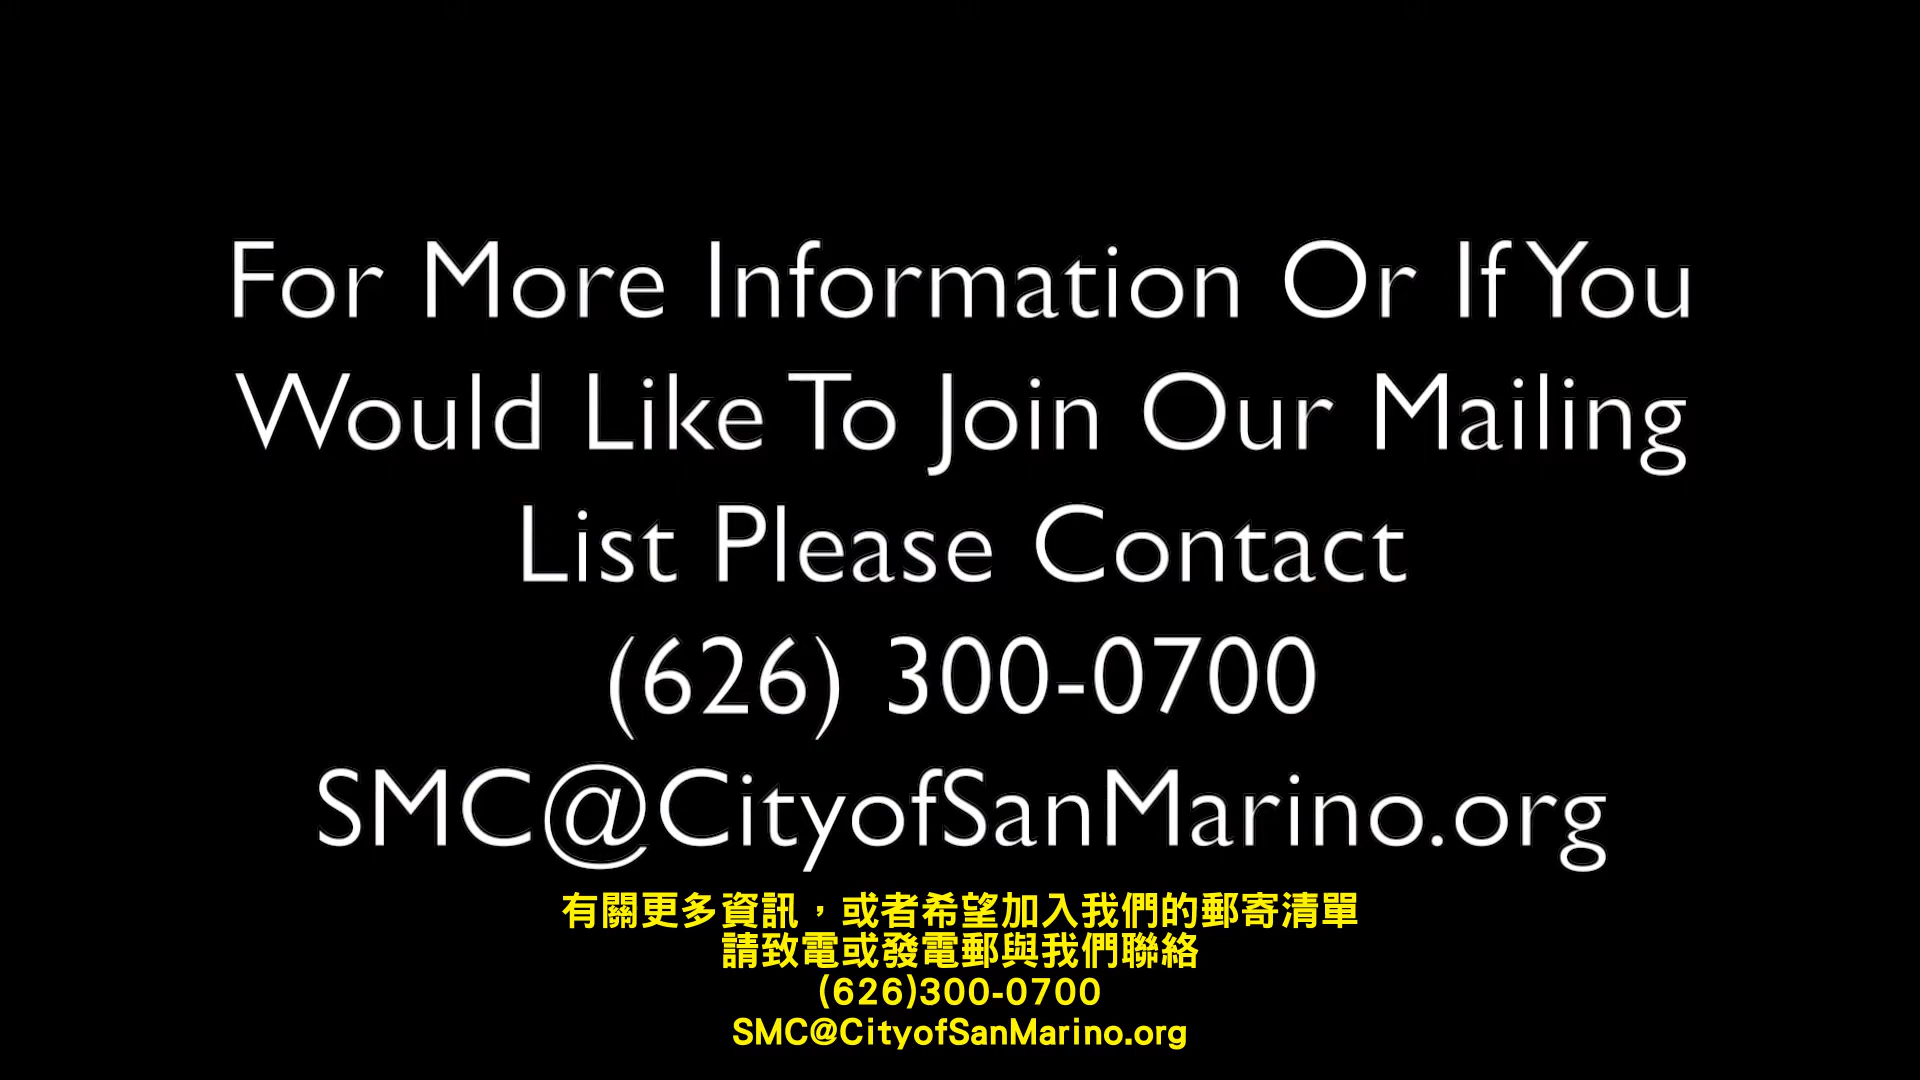 For More Information Or If You
Would Like To Join Our Mailing
List Please Contact
(626) 300-0700
SMC@CityofSanMarino.org
有關更多資訊，或者希望加入我們的郵寄清單
請致電或發電郵與我們聯絡
(626)300-0700
SMC@CityofSanMarino.org